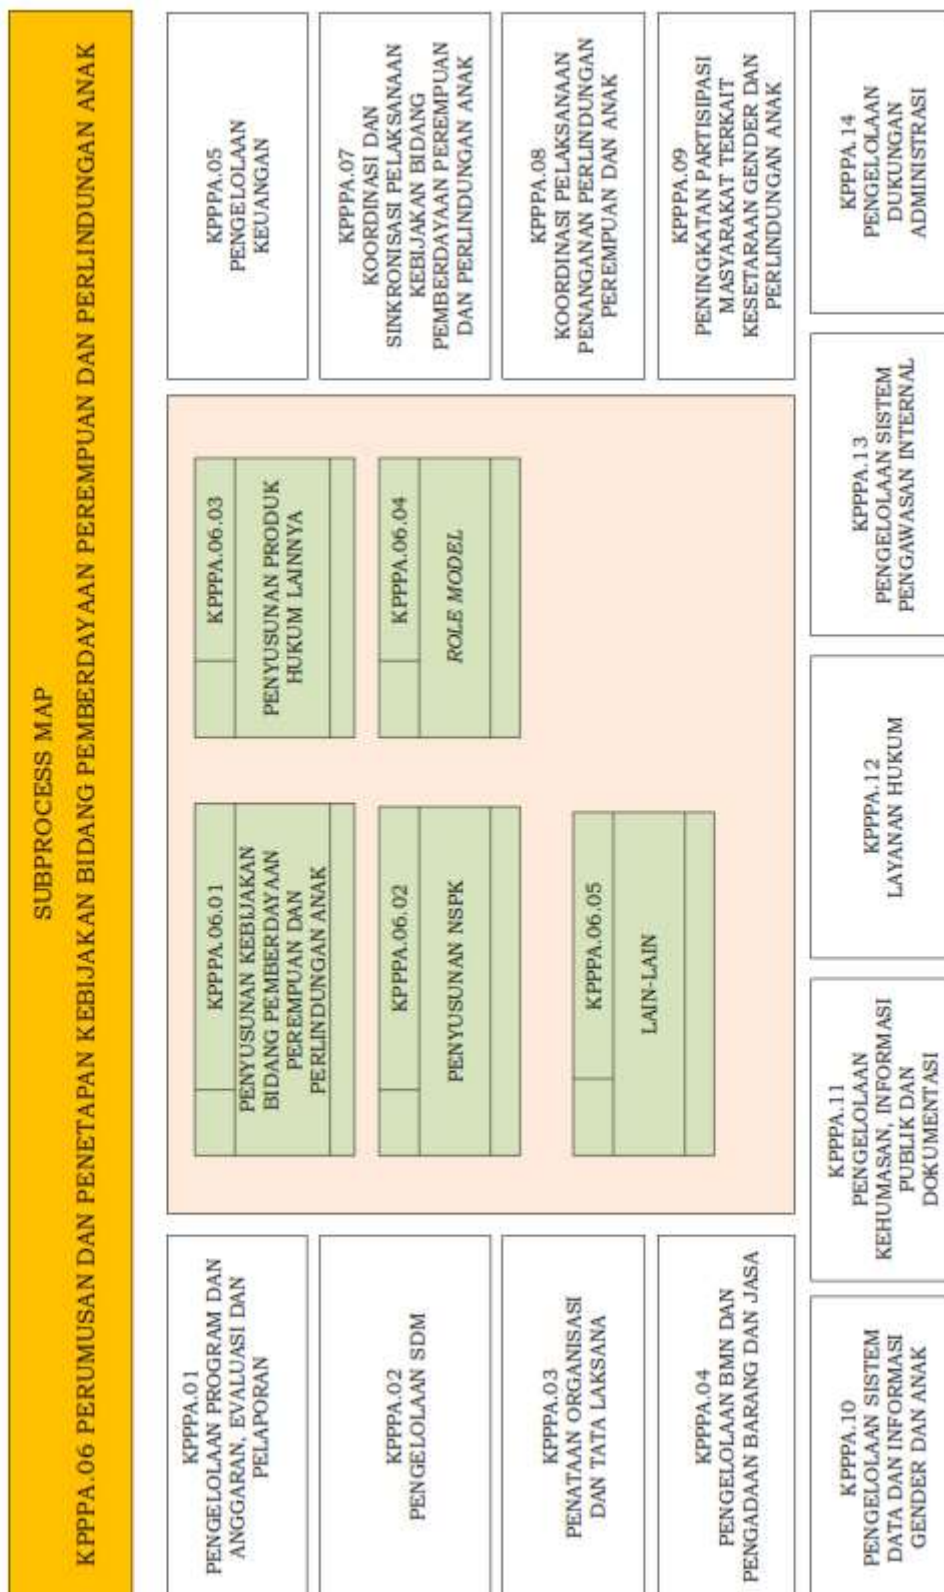 SUBPROCESS MAP
KPPPA.06 PERUMUSAN DAN PENETAPAN KEBIJAKAN BIDANG PEMBERDAYAAN PEREMPUAN DAN PERLINDUNGAN ANAK
KPPPA.01
PENGELOLAAN PROGRAM DAN
ANGGARAN, EVALUASI DAN
PELAPORAN
KPPPA.02
PENGELOLAAN SDM
KPPPA.03
PENATAAN ORGANISASI
DAN TATA LAKSANA
KPPPA.04
PENGELOLAAN BMN DAN
PENGADAAN BARANG DAN JASA
KPPPA.06.01
PENYUSUNAN KEBIJAKAN
BIDANG PEMBERDAYAAN
PEREMPUAN DAN
PERLINDUNGAN ANAK
KPPPA.06.03
PENYUSUNAN PRODUK
HUKUM LAINNYA
KPPPA.06.02
PENYUSUNAN NSPK
KPPPA.06.04
ROLE MODEL
KPPPA.06.05
LAIN-LAIN
KPPPA.05
PENGELOLAAN
KEUANGAN
KPPPA.07
KOORDINASI DAN
SINKRONISASI PELAKSANAAN
KEBIJAKAN BIDANG
PEMBERDAYAAN PEREMPUAN
DAN PERLINDUNGAN ANAK
KPPPA.08
KOORDINASI PELAKSANAAN
PENANGANAN PERLINDUNGAN
PEREMPUAN DAN ANAK
KPPPA.09
PENINGKATAN PARTISIPASI
MASYARAKAT TERKAIT
KESETARAAN GENDER DAN
PERLINDUNGAN ANAK
KPPPA.10
PENGELOLAAN SISTEM
DATA DAN INFORMASI
GENDER DAN ANAK
KPPPA.11
PENGELOLAAN
KEHUMASAN, INFORMASI
PUBLIK DAN
DOKUMENTASI
KPPPA.12
LAYANAN HUKUM
KPPPA.13
PENGELOLAAN SISTEM
PENGAWASAN INTERNAL
KPPPA.14
PENGELOLAAN
DUKUNGAN
ADMINISTRASI